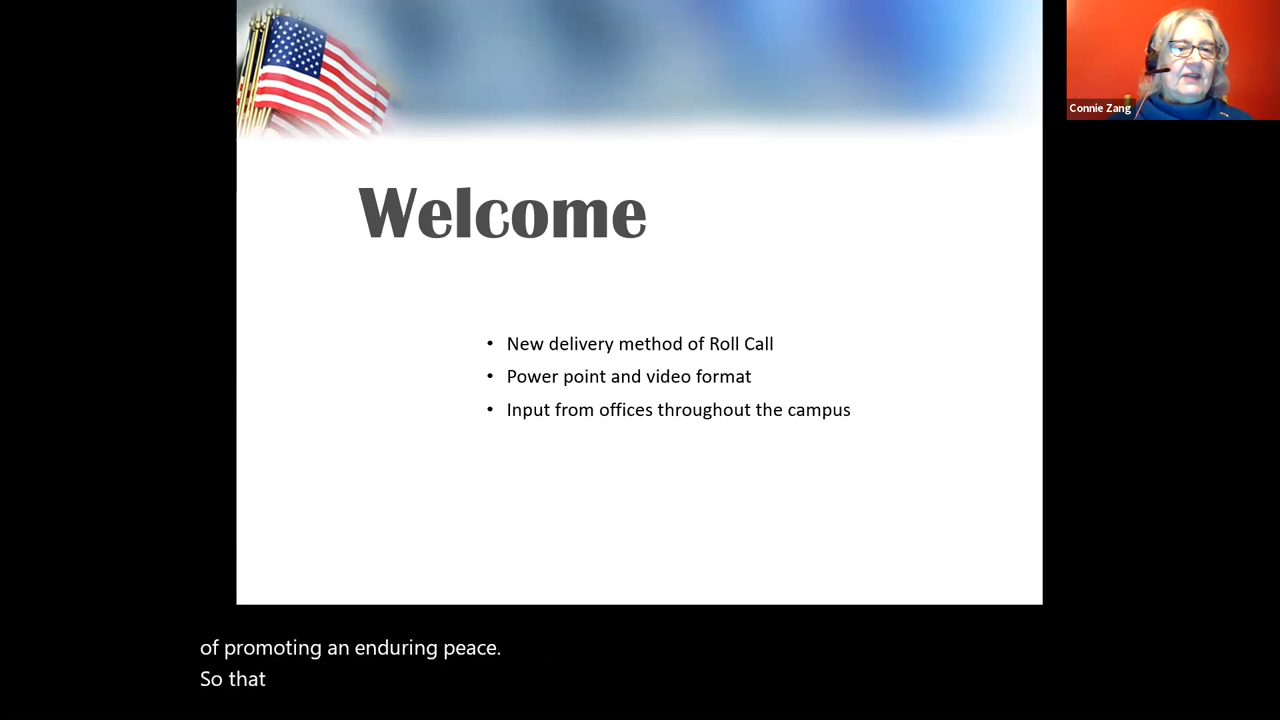 Connie Zang
Welcome
• New delivery method of Roll Call
• Power point and video format
• Input from offices throughout the campus
of promoting an enduring peace.
So that